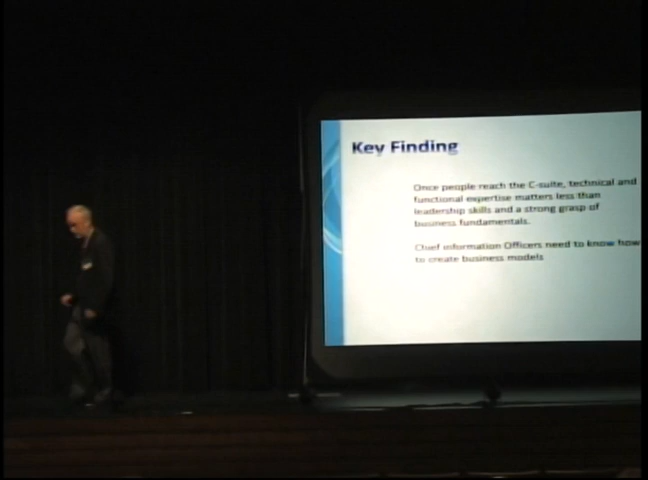 Key Finding
Once people reach the C-suite, technical and
functional expertise matters less than
leadership skills and a strong grasp of
business fundamentals.
Chief Information Officers need to know how
to create business models